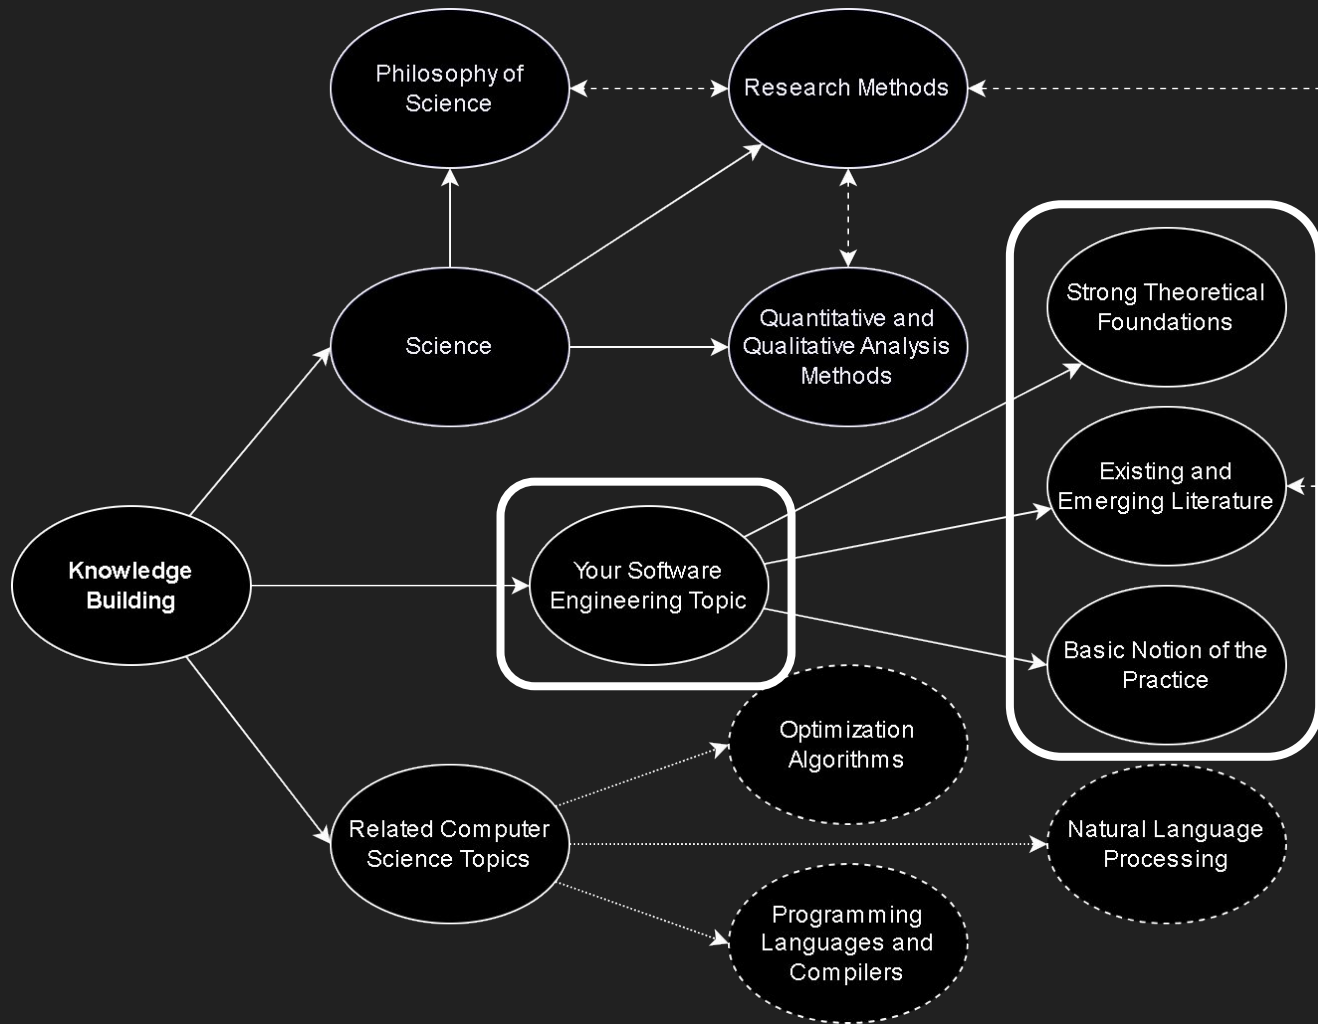 Philosophy of
Science
Research Methods
Strong Theoretical
Foundations
Science
Quantitative and
Qualitative Analysis
Methods
Existing and
Emerging Literature
Knowledge
Building
Your Software
Engineering Topic
Basic Notion of the
Practice
Optimization
Algorithms
Related Computer
Science Topics
Natural Language
Processing
Programming
Languages and
Compilers